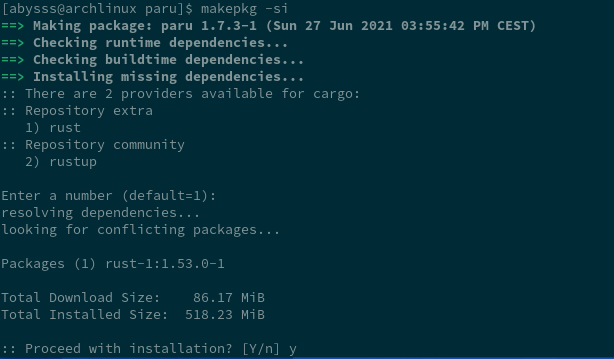 [abysss@archlinux paru]$ makepkg -si
==> Making package: paru 1.7.3-1 (Sun 27 Jun 2021 03:55:42 PM CEST)
==> Checking runtime dependencies...
==> Checking buildtime dependencies...
==> Installing missing dependencies...
:: There are 2 providers available for cargo:
:: Repository extra
   1) rust
:: Repository community
   2) rustup

Enter a number (default=1):
resolving dependencies...
looking for conflicting packages...

Packages (1) rust-1:1.53.0-1

Total Download Size:    86.17 MiB
Total Installed Size:  518.23 MiB

:: Proceed with installation? [Y/n] y